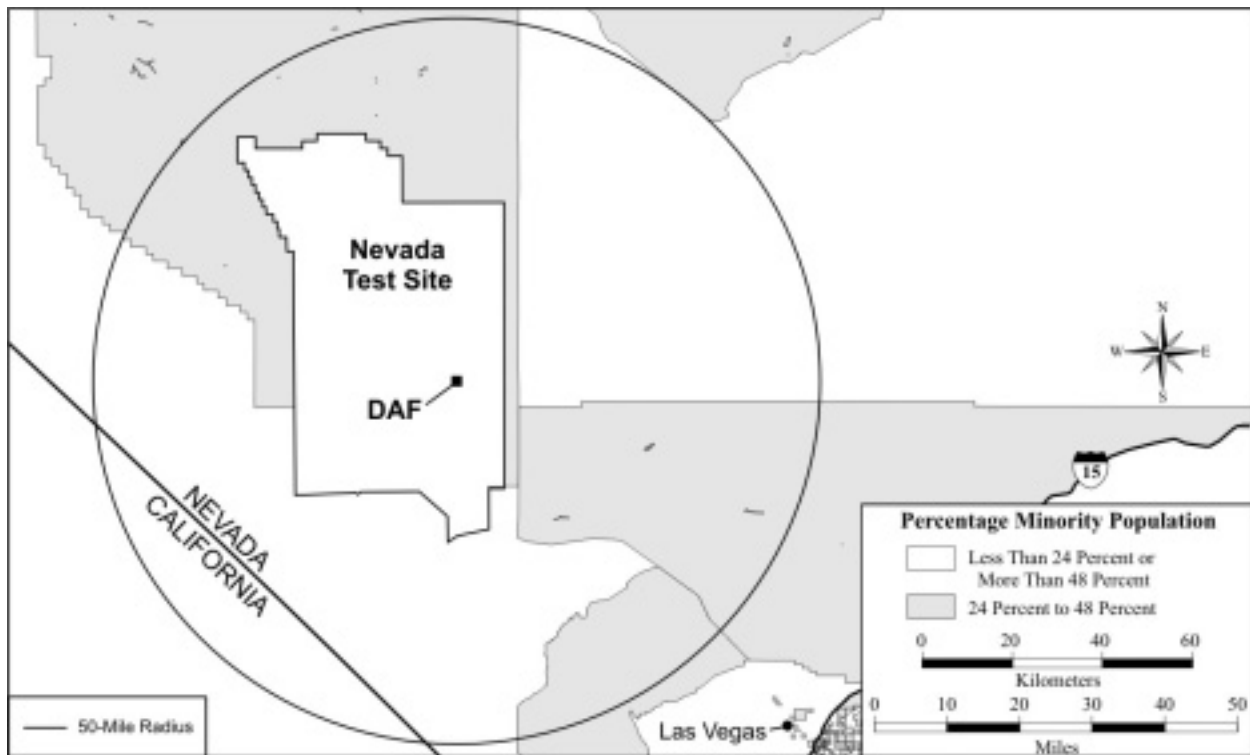 Nevada
Test Site
DAF
NEVADA
CALIFORNIA
N
W E
S
15
Percentage Minority Population
Less Than 24 Percent or
More Than 48 Percent
24 Percent to 48 Percent
0 20 40 60
Kilometers
0 10 20 30 40 50
Miles
50-Mile Radius
Las Vegas